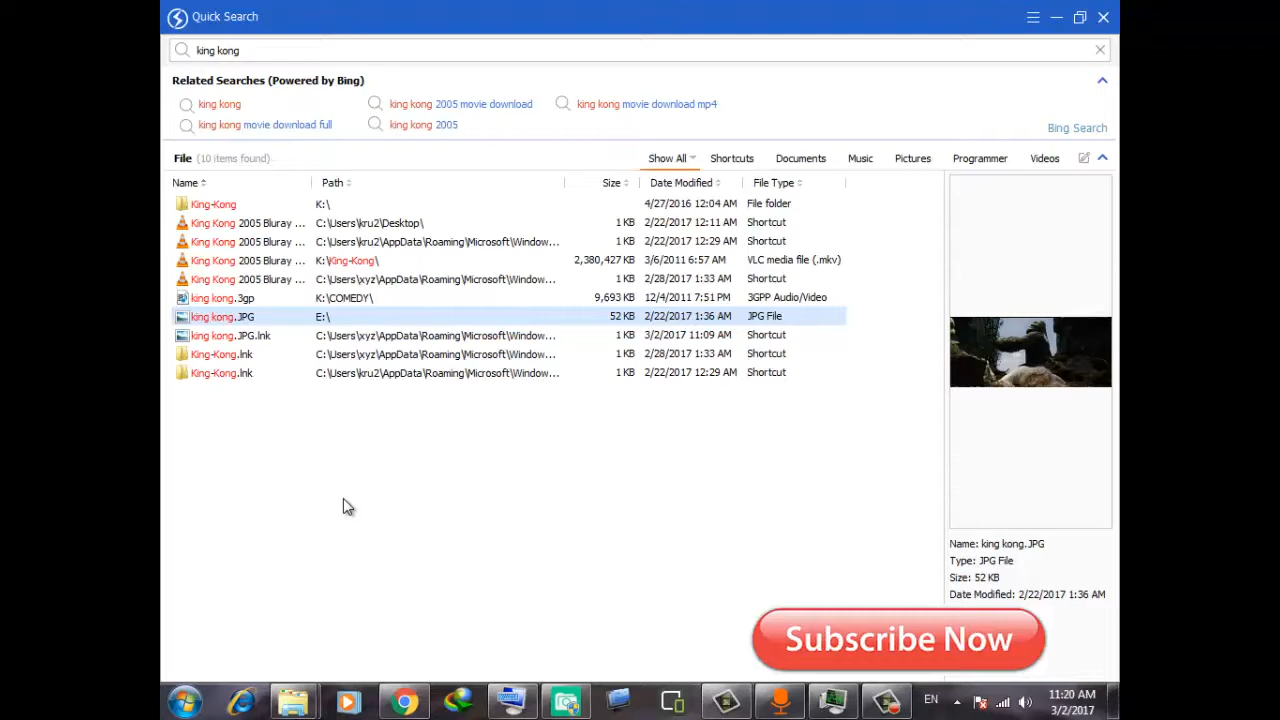 Quick Search
king kong
Related Searches (Powered by Bing)
king kong king kong 2005 movie download king kong movie download mp4
king kong movie download full king kong 2005
Bing Search
File (10 items found) Show All Shortcuts Documents Music Pictures Programmer Videos
Name Path Size Date Modified File Type
King-Kong K:\ 4/27/2016 12:04 AM File folder
King Kong 2005 Bluray ... C:\Users\kru2\Desktop\ 1 KB 2/22/2017 12:11 AM Shortcut
King Kong 2005 Bluray ... C:\Users\kru2\AppData\Roaming\Microsoft\Window... 1 KB 2/22/2017 12:29 AM Shortcut
King Kong 2005 Bluray ... K:\King-Kong\ 2,380,427 KB 3/6/2011 6:57 AM VLC media file (.mkv)
King Kong 2005 Bluray ... C:\Users\xyz\AppData\Roaming\Microsoft\Window... 1 KB 2/28/2017 1:33 AM Shortcut
king kong.3gp K:\COMEDY\ 9,693 KB 12/4/2011 7:51 PM 3GPP Audio/Video
king kong.JPG E:\ 52 KB 2/22/2017 1:36 AM JPG File
king kong.JPG.lnk C:\Users\xyz\AppData\Roaming\Microsoft\Window... 1 KB 3/2/2017 11:09 AM Shortcut
King-Kong.lnk C:\Users\xyz\AppData\Roaming\Microsoft\Window... 1 KB 2/28/2017 1:33 AM Shortcut
King-Kong.lnk C:\Users\kru2\AppData\Roaming\Microsoft\Window... 1 KB 2/22/2017 12:29 AM Shortcut
Name: king kong.JPG
Type: JPG File
Size: 52 KB
Date Modified: 2/22/2017 1:36 AM
Subscribe Now
EN 11:20 AM
3/2/2017